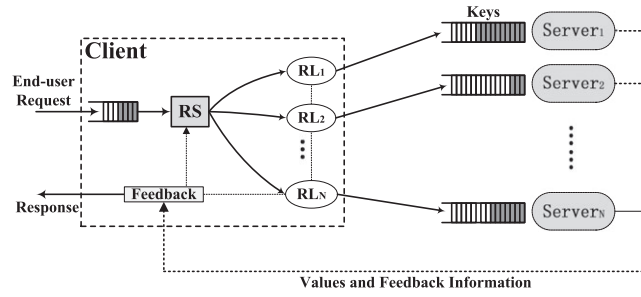 Keys
Client
Server1
End-user
Request
RS
RL1
RL2
Server2
Feedback
Response
RLN
ServerN
Values and Feedback Information